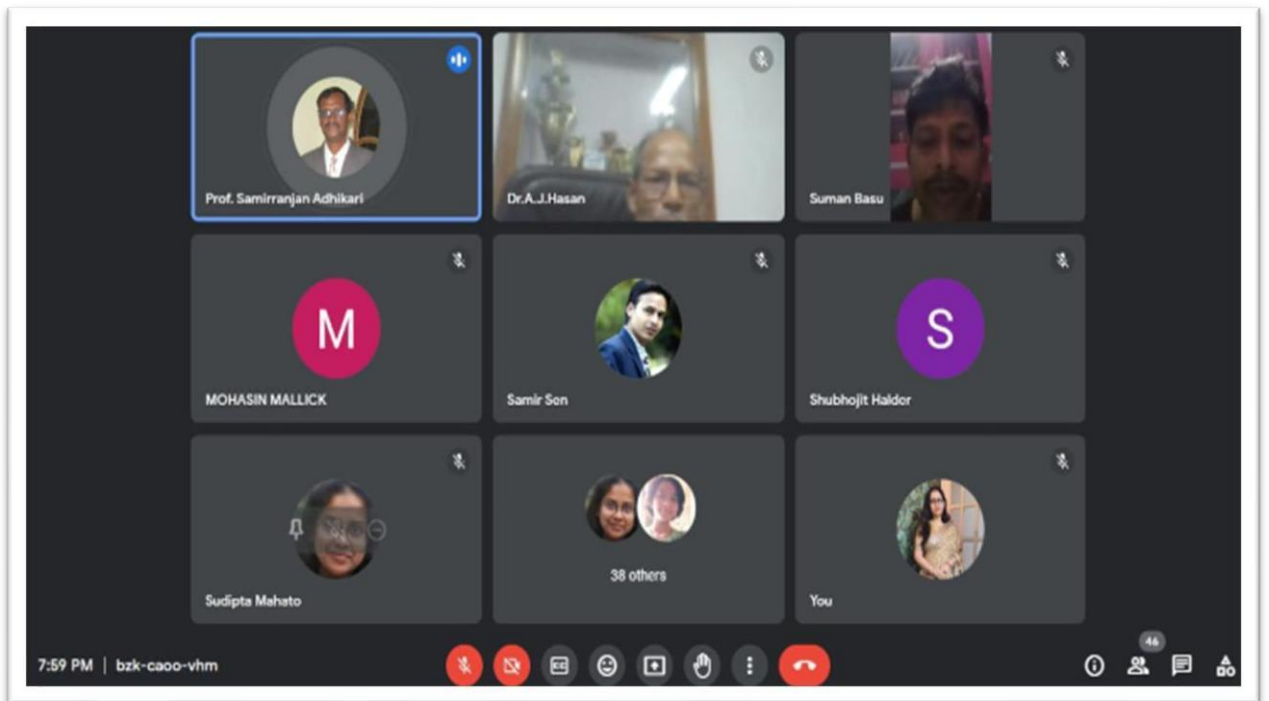 Prof. Samirranjan Adhikari
Dr.A.J.Hasan
Suman Basu
M
MOHASIN MALLICK
Samir Sen
S
Shubhojit Haldor
Sudipta Mahato
38 others
You
7:59 PM | bzk-caoo-vhm
CC
46